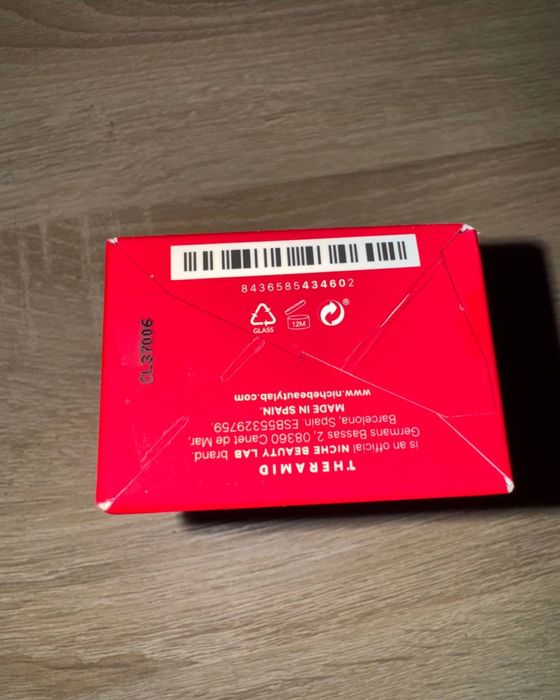 8436585434602
GLASS
12M
®
CL37006
THERAMID
is an official NICHE BEAUTY LAB brand.
Germans Bassas 2, 08360 Canet de Mar,
Barcelona, Spain. ESB55329759.
MADE IN SPAIN.
www.nichebeautylab.com